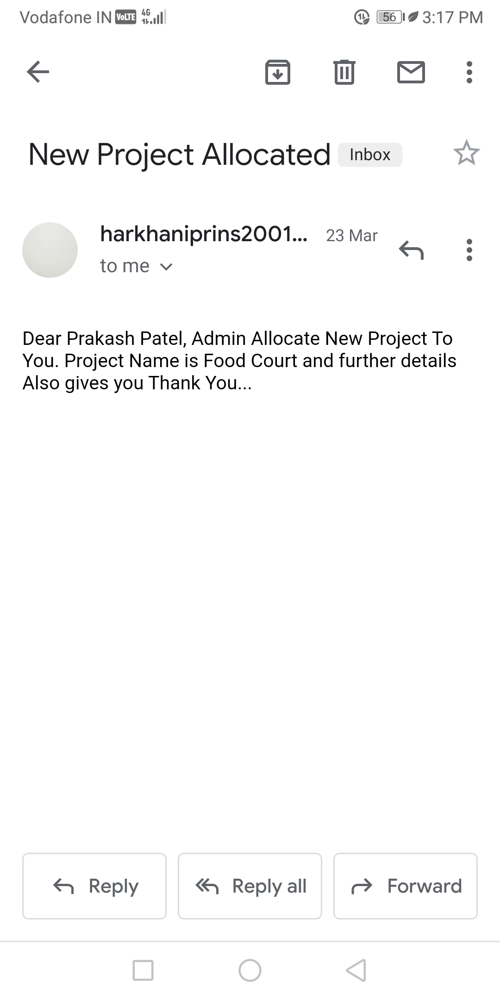 Vodafone IN VoLTE 4G 56 3:17 PM
New Project Allocated Inbox
harkhaniprins2001... 23 Mar
to me
Dear Prakash Patel, Admin Allocate New Project To
You. Project Name is Food Court and further details
Also gives you Thank You...
Reply Reply all Forward